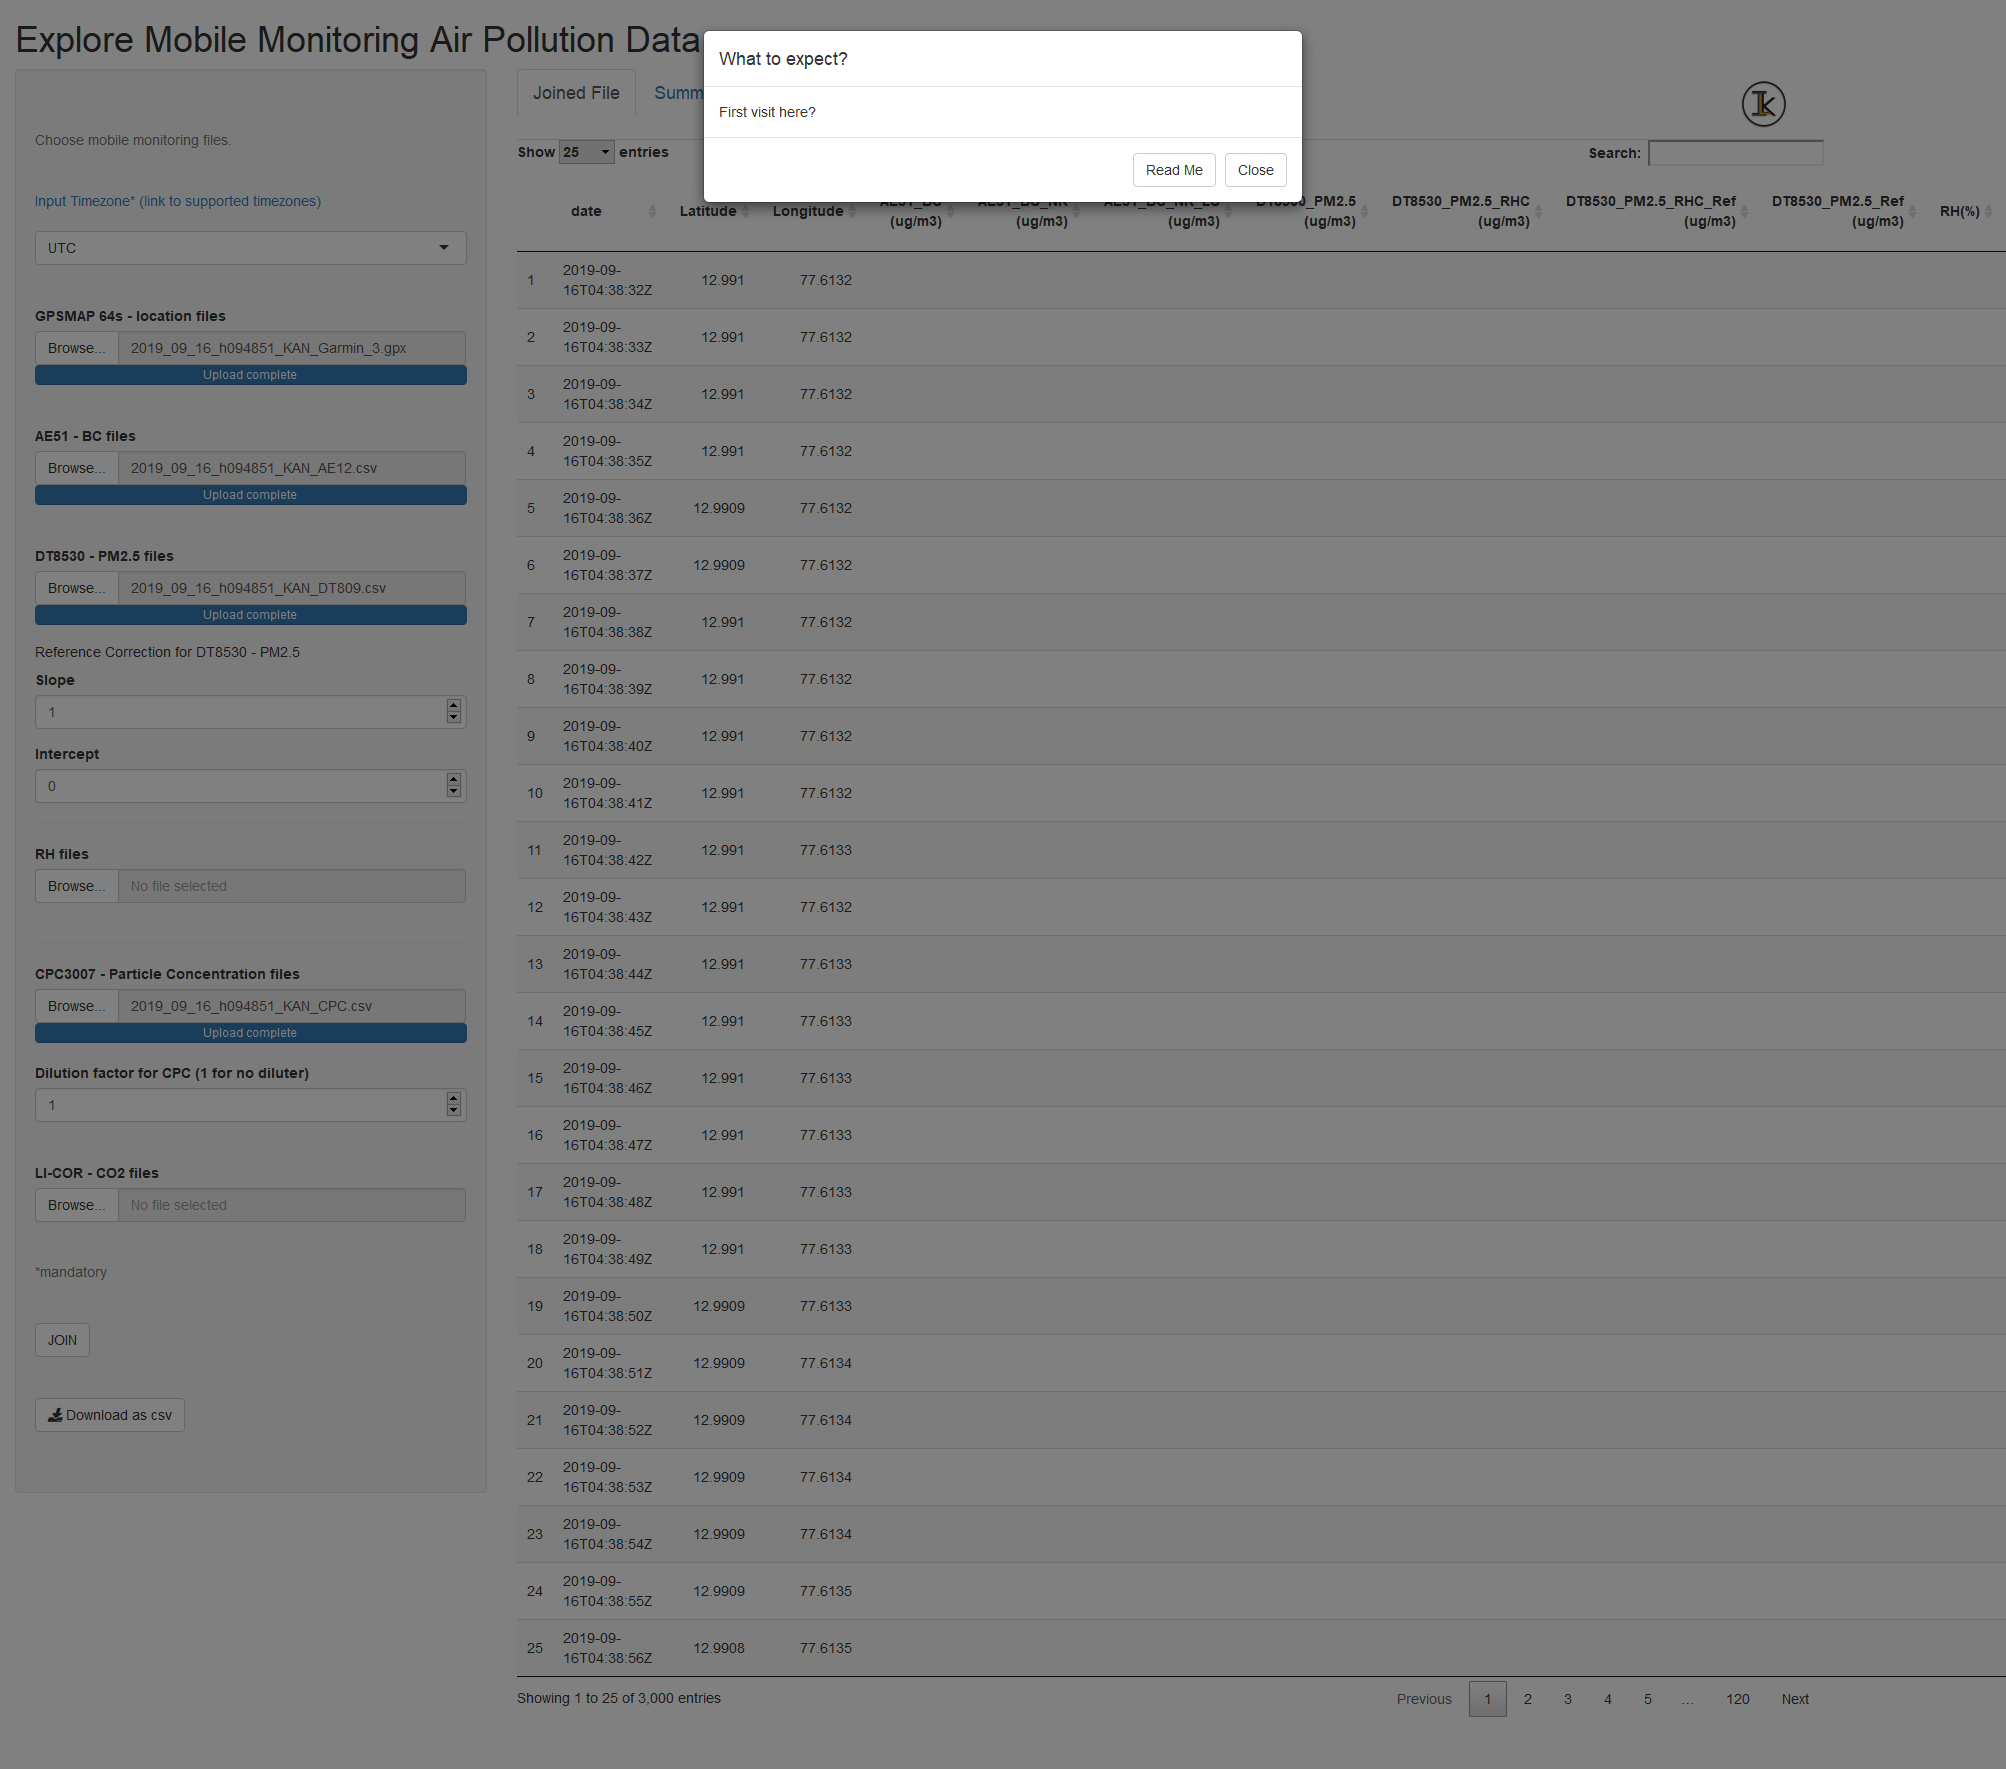 Explore Mobile Monitoring Air Pollution Data
What to expect?
First visit here?
Read Me Close
Choose mobile monitoring files.
Input Timezone* (link to supported timezones)
UTC
GPSMAP 64s - location files
Browse... 2019_09_16_h094851_KAN_Garmin_3.gpx
Upload complete
AE51 - BC files
Browse... 2019_09_16_h094851_KAN_AE12.csv
Upload complete
DT8530 - PM2.5 files
Browse... 2019_09_16_h094851_KAN_DT809.csv
Upload complete
Reference Correction for DT8530 - PM2.5
Slope
1
Intercept
0
RH files
Browse... No file selected
CPC3007 - Particle Concentration files
Browse... 2019_09_16_h094851_KAN_CPC.csv
Upload complete
Dilution factor for CPC (1 for no diluter)
1
LI-COR - CO2 files
Browse... No file selected
*mandatory
JOIN
Download as csv
Joined File Summ
Show 25 entries
Search:
date Latitude Longitude (ug/m3) (ug/m3) (ug/m3) DT8530_PM2.5 (ug/m3) DT8530_PM2.5_RHC (ug/m3) DT8530_PM2.5_RHC_Ref (ug/m3) DT8530_PM2.5_Ref (ug/m3) RH(%)
1 2019-09-16T04:38:32Z 12.991 77.6132
2 2019-09-16T04:38:33Z 12.991 77.6132
3 2019-09-16T04:38:34Z 12.991 77.6132
4 2019-09-16T04:38:35Z 12.991 77.6132
5 2019-09-16T04:38:36Z 12.9909 77.6132
6 2019-09-16T04:38:37Z 12.9909 77.6132
7 2019-09-16T04:38:38Z 12.991 77.6132
8 2019-09-16T04:38:39Z 12.991 77.6132
9 2019-09-16T04:38:40Z 12.991 77.6132
10 2019-09-16T04:38:41Z 12.991 77.6132
11 2019-09-16T04:38:42Z 12.991 77.6133
12 2019-09-16T04:38:43Z 12.991 77.6132
13 2019-09-16T04:38:44Z 12.991 77.6133
14 2019-09-16T04:38:45Z 12.991 77.6133
15 2019-09-16T04:38:46Z 12.991 77.6133
16 2019-09-16T04:38:47Z 12.991 77.6133
17 2019-09-16T04:38:48Z 12.991 77.6133
18 2019-09-16T04:38:49Z 12.991 77.6133
19 2019-09-16T04:38:50Z 12.9909 77.6133
20 2019-09-16T04:38:51Z 12.9909 77.6134
21 2019-09-16T04:38:52Z 12.9909 77.6134
22 2019-09-16T04:38:53Z 12.9909 77.6134
23 2019-09-16T04:38:54Z 12.9909 77.6134
24 2019-09-16T04:38:55Z 12.9909 77.6135
25 2019-09-16T04:38:56Z 12.9908 77.6135
Showing 1 to 25 of 3,000 entries
Previous 1 2 3 4 5 … 120 Next